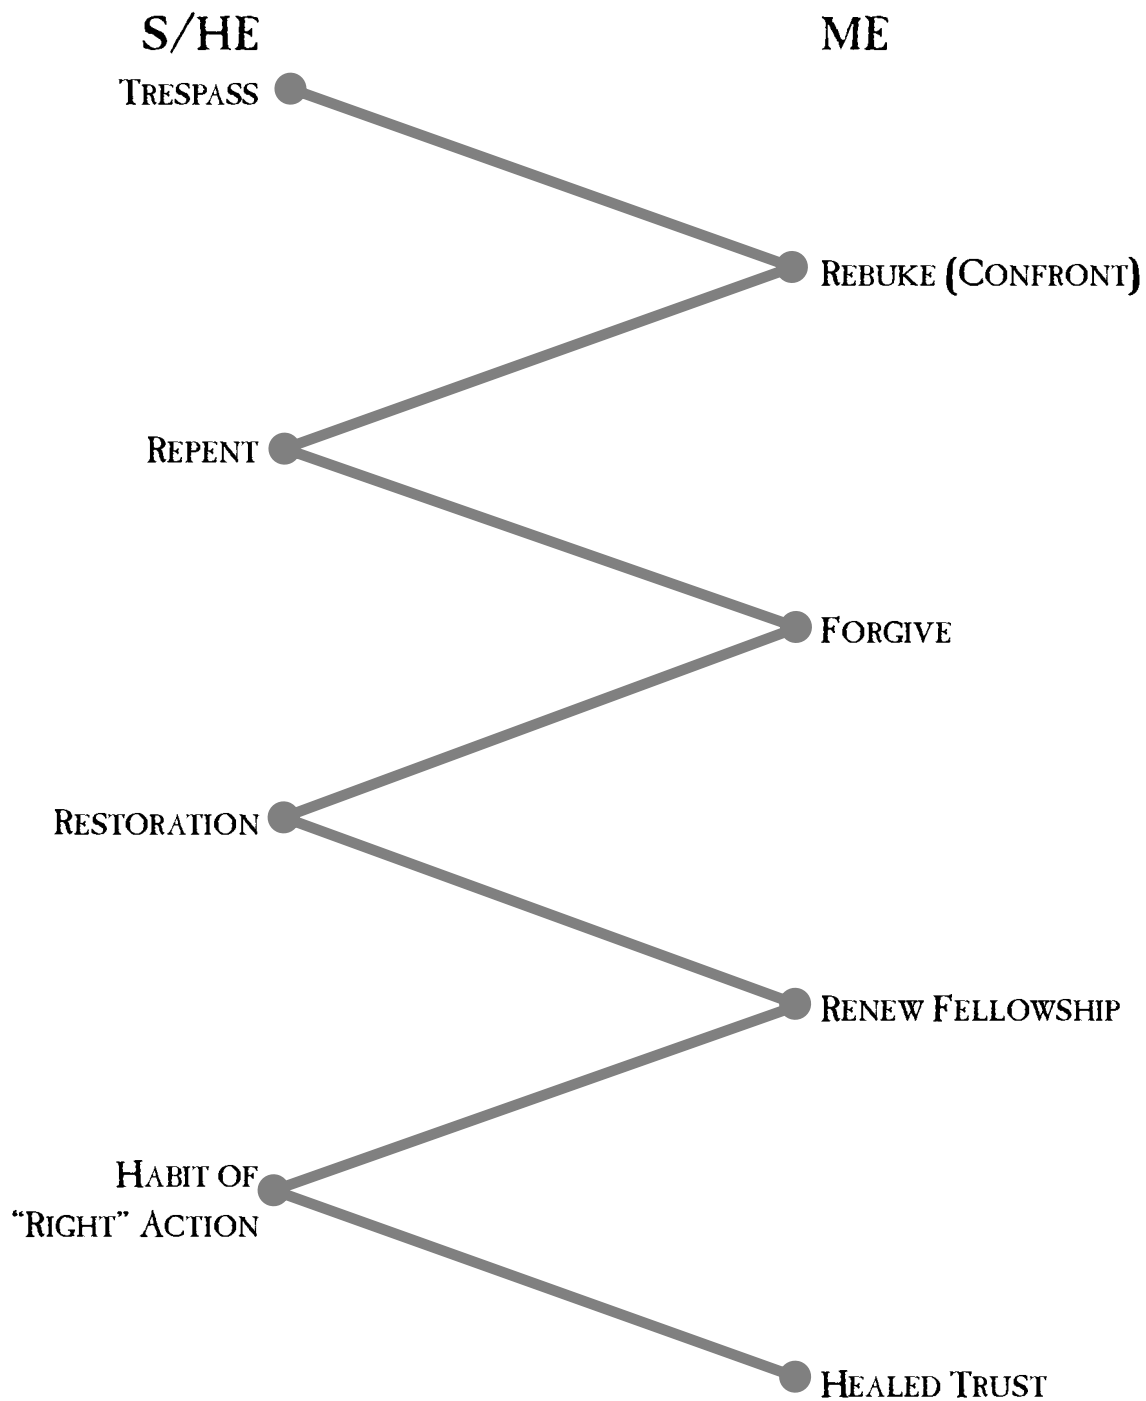 S/HE
ME
Trespass
Rebuke (Confront)
Repent
Forgive
Restoration
Renew Fellowship
Habit of
“Right” Action
Healed Trust